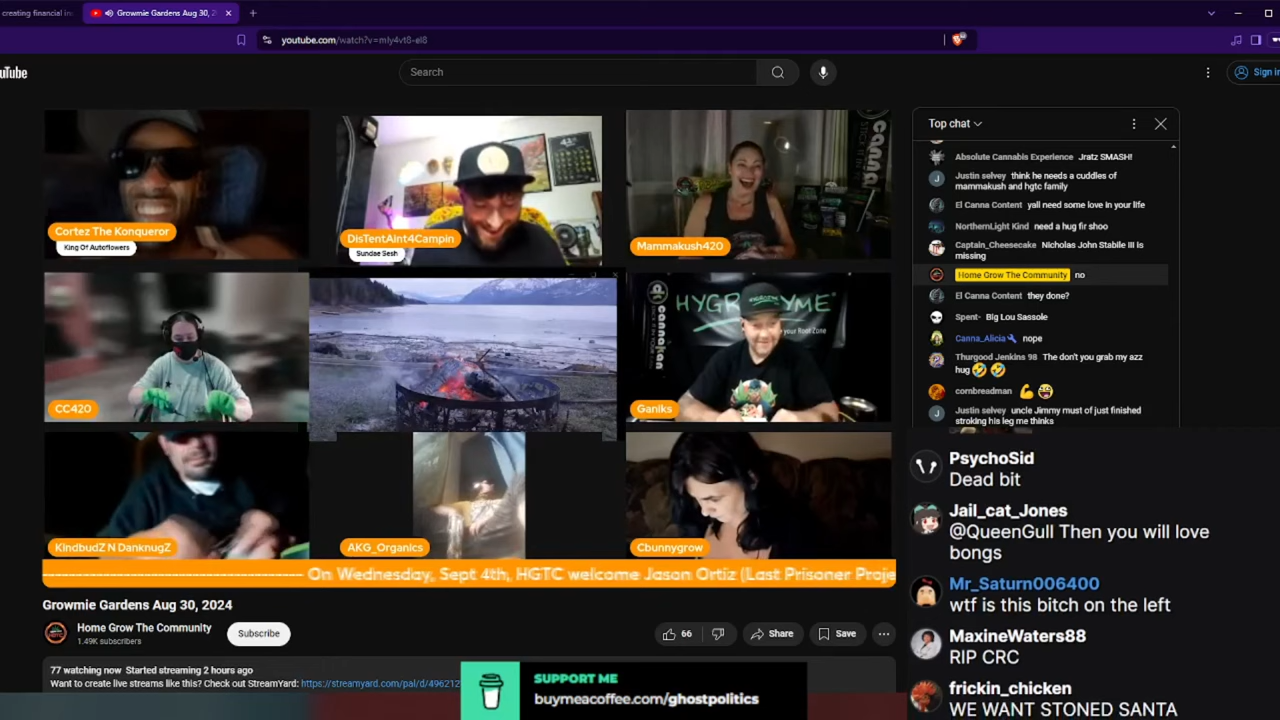 creating financial in
Growmie Gardens Aug 30, 2
youtube.com/watch?v=mly4vt8-eI8
uTube
Search
Sign in
Cortez The Konqueror
King Of Autoflowers
DisTentAint4Campin
Sundae Sesh
Mammakush420
CC420
HYGROZYME
your Root Zone
Ganiks
KindbudZ N DanknugZ
AKG_Organics
Cbunnygrow
On Wednesday, Sept 4th, HGTC welcome Jason Ortiz (Last Prisoner Proje
Growmie Gardens Aug 30, 2024
Home Grow The Community
1.49K subscribers
Subscribe
66
Share
Save
77 watching now Started streaming 2 hours ago
Want to create live streams like this? Check out StreamYard: https://streamyard.com/pal/d/496212
SUPPORT ME
buymeacoffee.com/ghostpolitics
Top chat
Absolute Cannabis Experience Jratz SMASH!
Justin selvey think he needs a cuddles of
mammakush and hgtc family
El Canna Content yall need some love in your life
NorthernLight Kind need a hug fir shoo
Captain_Cheesecake Nicholas John Stabile III is
missing
Home Grow The Community no
El Canna Content they done?
Spent- Big Lou Sassole
Canna_Alicia nope
Thurgood Jenkins 98 The don't you grab my azz
hug 🤣 🤣
cornbreadman 💪 😜
Justin selvey uncle Jimmy must of just finished
stroking his leg me thinks
PsychoSid
Dead bit
Jail_cat_Jones
@QueenGull Then you will love
bongs
Mr_Saturn006400
wtf is this bitch on the left
MaxineWaters88
RIP CRC
frickin_chicken
WE WANT STONED SANTA